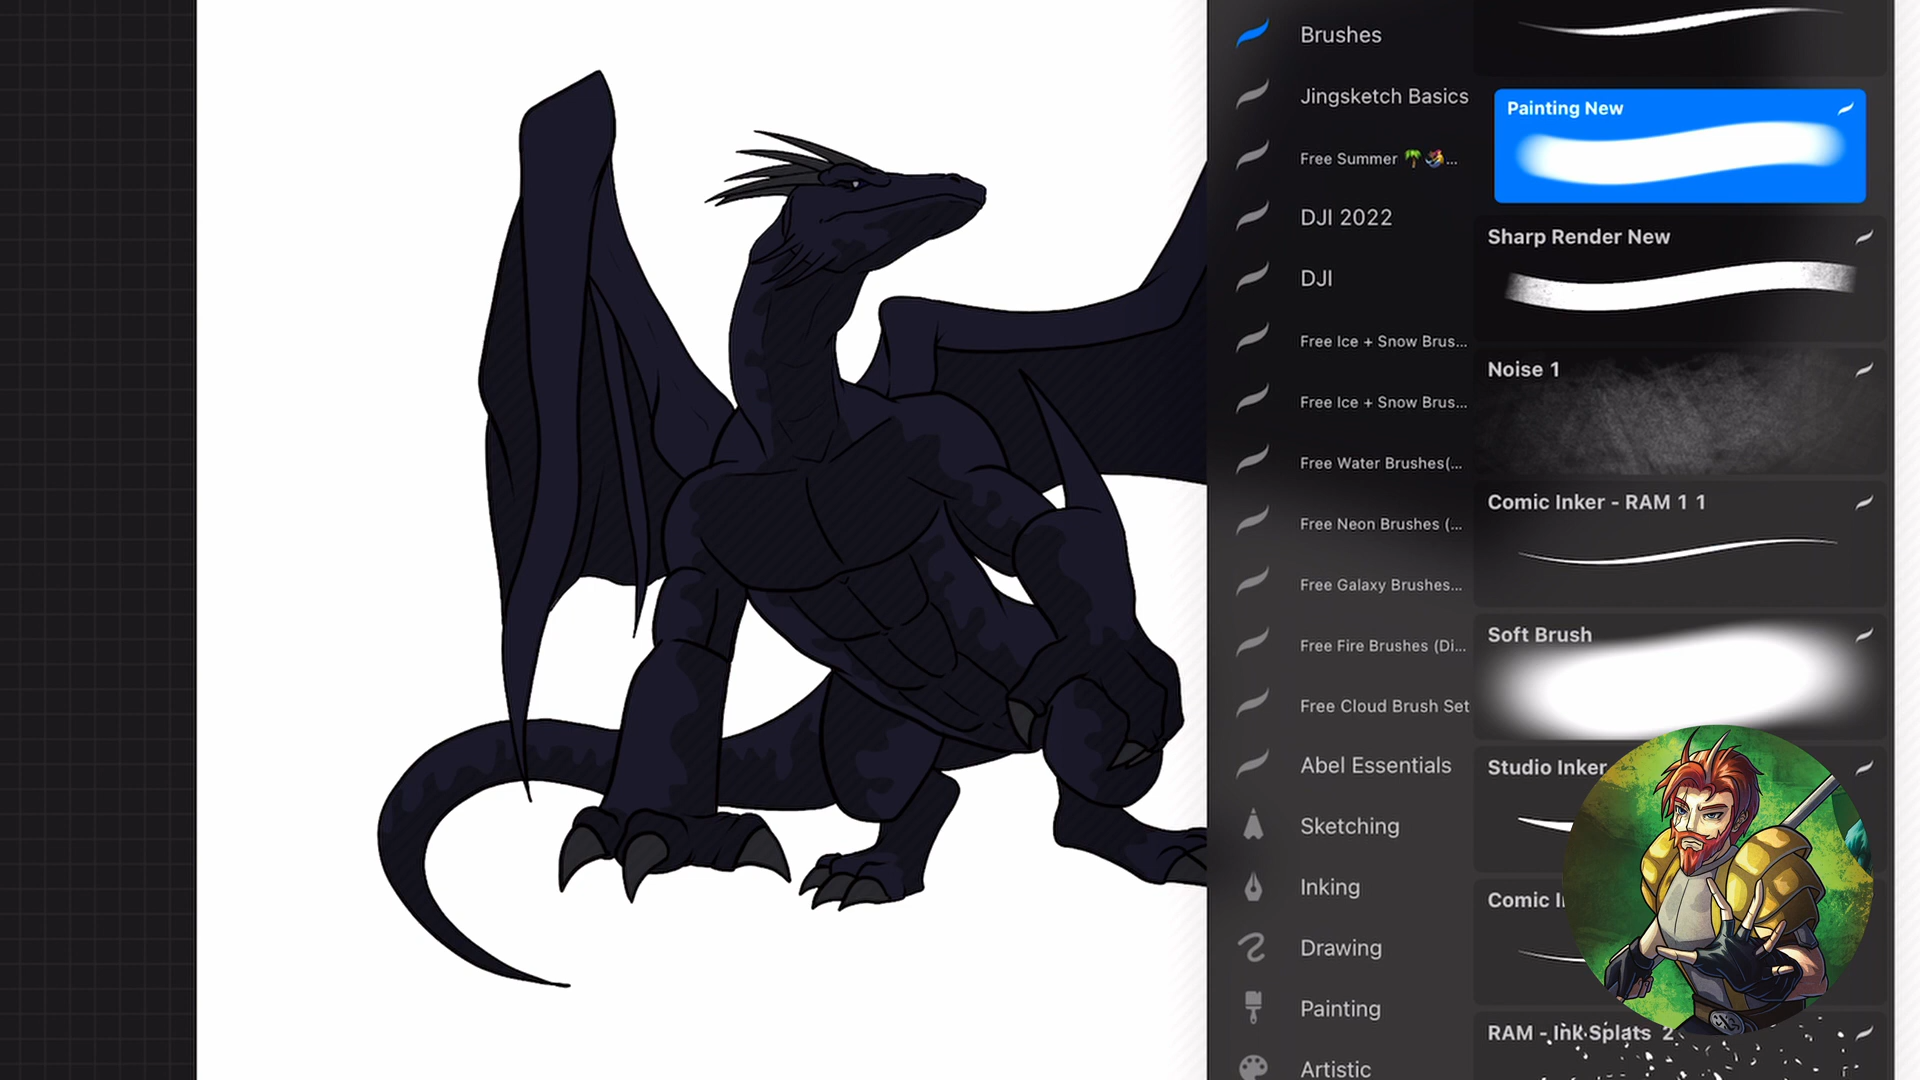 Brushes
Jingsketch Basics
Free Summer 🌴🧜...
DJI 2022
DJI
Free Ice + Snow Brus...
Free Ice + Snow Brus...
Free Water Brushes(...
Free Neon Brushes (...
Free Galaxy Brushes...
Free Fire Brushes (Di...
Free Cloud Brush Set
Abel Essentials
Sketching
Inking
Drawing
Painting
Artistic
Painting New
Sharp Render New
Noise 1
Comic Inker - RAM 1 1
Soft Brush
Studio Inker
Comic
RAM - Ink Splats 2